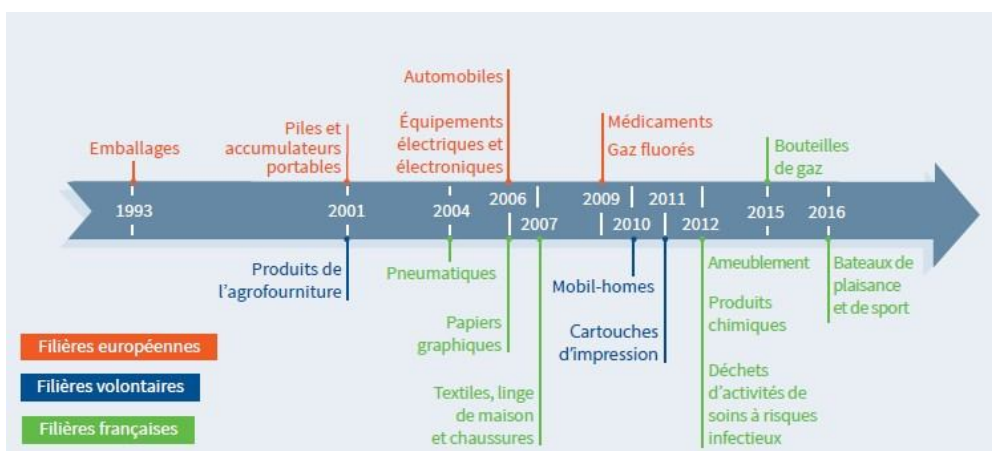 Automobiles
Emballages
Piles et
accumulateurs
portables
Équipements
électriques et
électroniques
Médicaments
Gaz fluorés
Bouteilles
de gaz
1993
2001
2004
2006
2007
2009
2010
2011
2012
2015
2016
Produits de
l'agrofourniture
Pneumatiques
Papiers
graphiques
Textiles, linge
de maison
et chaussures
Mobil-homes
Cartouches
d'impression
Ameublement
Produits
chimiques
Déchets
d'activités de
soins à risques
infectieux
Bateaux de
plaisance
et de sport
Filières européennes
Filières volontaires
Filières françaises